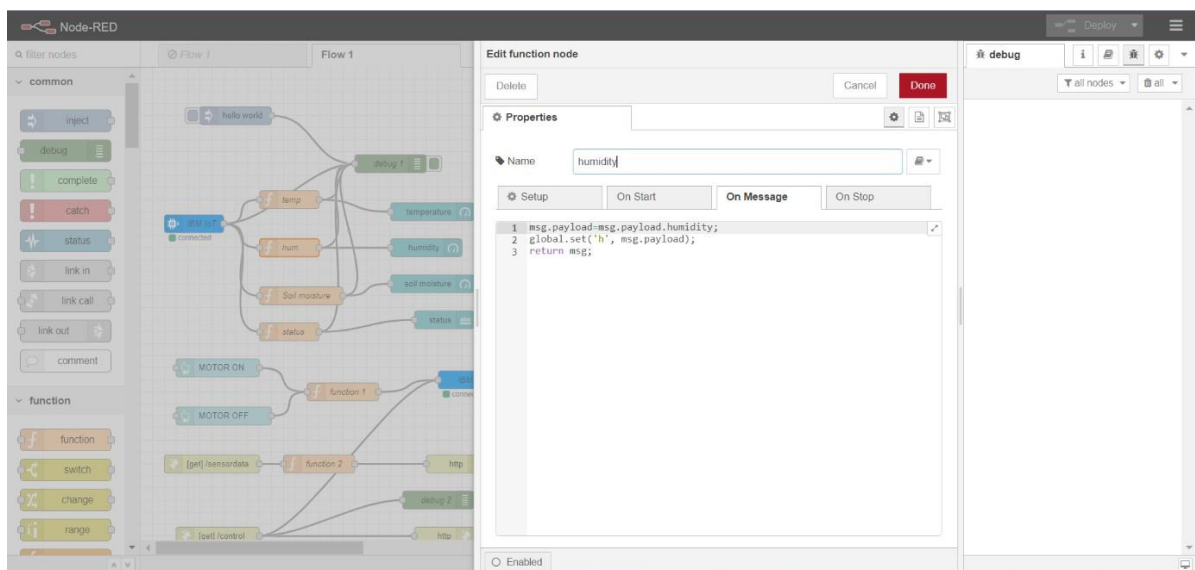 Node-RED
Deploy
filter nodes
common
inject
debug
complete
catch
status
link in
link call
link out
comment
function
function
switch
change
range
Flow 1
Flow 1
hello world
debug 1
temp
temperature
IBM IoT
connected
hum
humidity
Soil moisture
soil moisture
status
status
MOTOR ON
function 1
MOTOR OFF
[get] /sensordata
function 2
http
debug 2
[get] /control
http
Edit function node
Delete
Cancel
Done
Properties
Name
humidity
Setup
On Start
On Message
On Stop
1 msg.payload=msg.payload.humidity;
2 global.set('h', msg.payload);
3 return msg;
Enabled
debug
all nodes
all